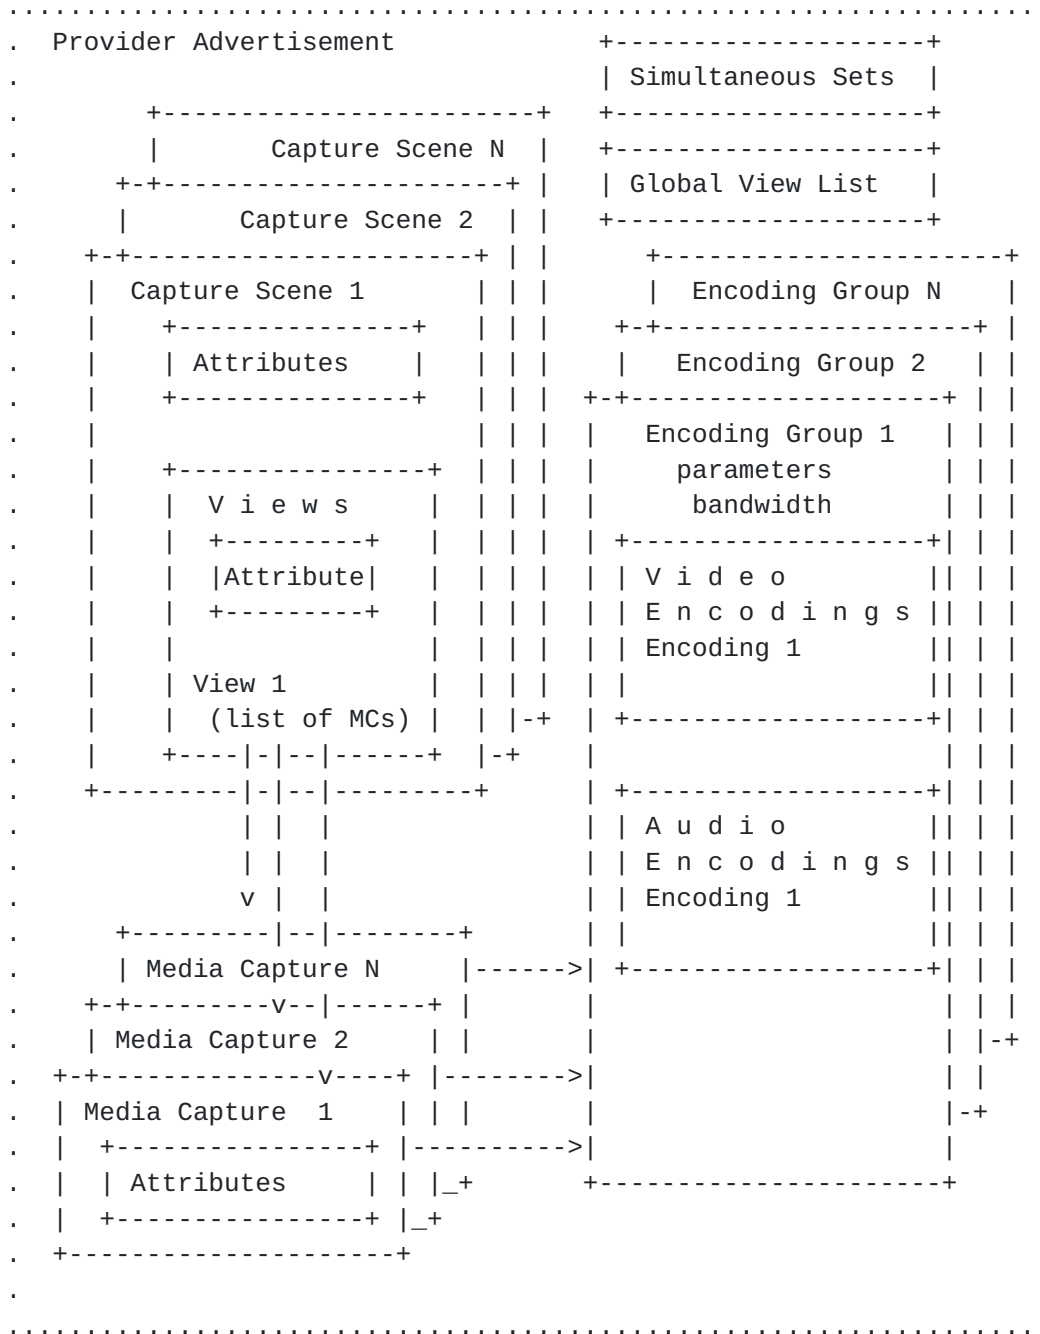 ...................................................................
.  Provider Advertisement             +-------------------+
.                                     | Simultaneous Sets  |
.        +------------------------+   +-------------------+
.        |       Capture Scene N  |   +-------------------+
.      +-+----------------------+ |   | Global View List   |
.      |       Capture Scene 2  | |   +-------------------+
.    +-+----------------------+ | |      +----------------------+
.    |  Capture Scene 1       | | |      |  Encoding Group N    |
.    |    +---------------+   | | |    +-+--------------------+ |
.    |    | Attributes    |   | | |    |   Encoding Group 2   | |
.    |    +---------------+   | | |  +-+--------------------+ | |
.    |                        | | |  |   Encoding Group 1   | | |
.    |    +----------------+  | | |  |     parameters       | | |
.    |    |  V i e w s     |  | | |  |      bandwidth       | | |
.    |    |  +---------+   |  | | |  | +-------------------+| | |
.    |    |  |Attribute|   |  | | |  | | V i d e o         || | |
.    |    |  +---------+   |  | | |  | | E n c o d i n g s || | |
.    |    |                |  | | |  | | Encoding 1        || | |
.    |    | View 1         |  | | |  | |                   || | |
.    |    |  (list of MCs) |  | |-+  | +-------------------+| | |
.    |    +----|-|--|------+  |-+    |                      | | |
.    +---------|-|--|---------+      | +-------------------+| | |
.              | |  |                | | A u d i o         || | |
.              | |  |                | | E n c o d i n g s || | |
.              v |  |                | | Encoding 1        || | |
.      +---------|--|--------+       | |                   || | |
.      | Media Capture N     |------>| +-------------------+| | |
.    +-+---------v--|------+ |       |                      | | |
.    | Media Capture 2     | |       |                      | |-+
.  +-+--------------v----+ |-------->|                      | |
.  | Media Capture  1    | | |       |                      |-+
.  |  +----------------+ |---------->|                      |
.  |  | Attributes     | | |_+       +----------------------+
.  |  +----------------+ |_+
.  +---------------------+
.
...................................................................